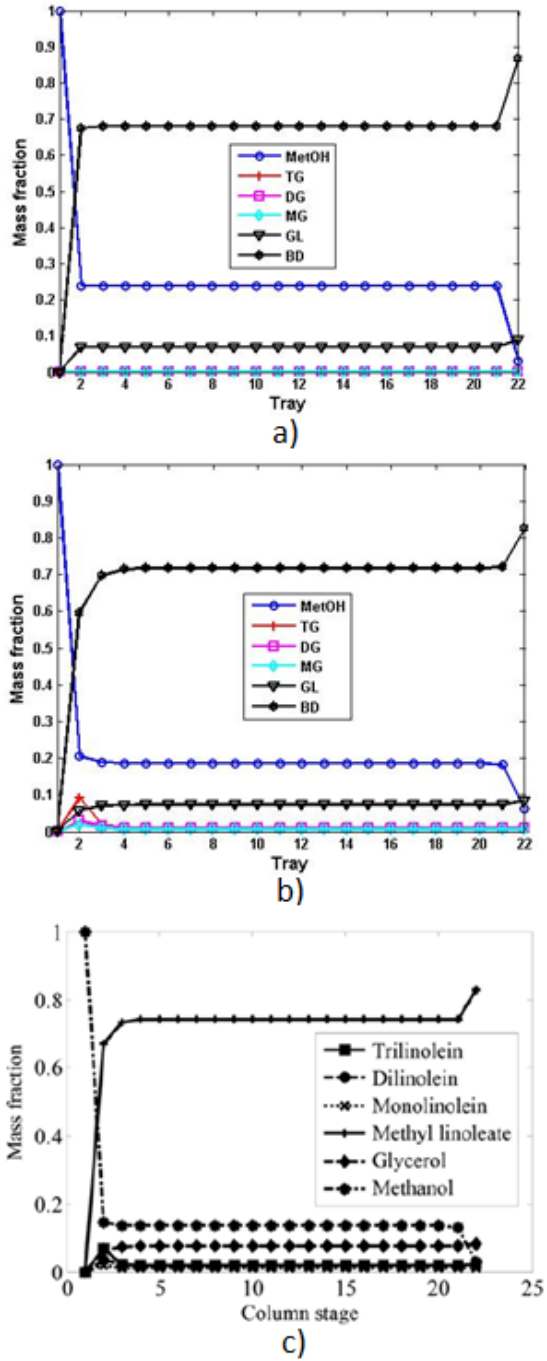 1
0.9
0.8
0.7
0.6
0.5
0.4
0.3
0.2
0.1
0
Mass fraction
MetOH
TG
DG
MG
GL
BD
2 4 6 8 10 12 14 16 18 20 22
Tray
a)
1
0.9
0.8
0.7
0.6
0.5
0.4
0.3
0.2
0.1
0
Mass fraction
MetOH
TG
DG
MG
GL
BD
2 4 6 8 10 12 14 16 18 20 22
Tray
b)
1
0.8
0.6
0.4
0.2
0
Mass fraction
Trilinolein
Dilinolein
Monolinolein
Methyl linoleate
Glycerol
Methanol
0 5 10 15 20 25
Column stage
c)